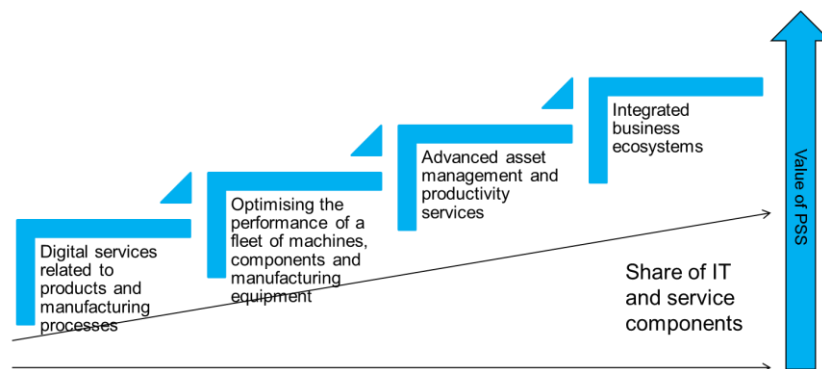 Digital services
related to
products and
manufacturing
processes
Optimising the
performance of a
fleet of machines,
components and
manufacturing
equipment
Advanced asset
management and
productivity
services
Integrated
business
ecosystems
Share of IT
and service
components
Value of PSS